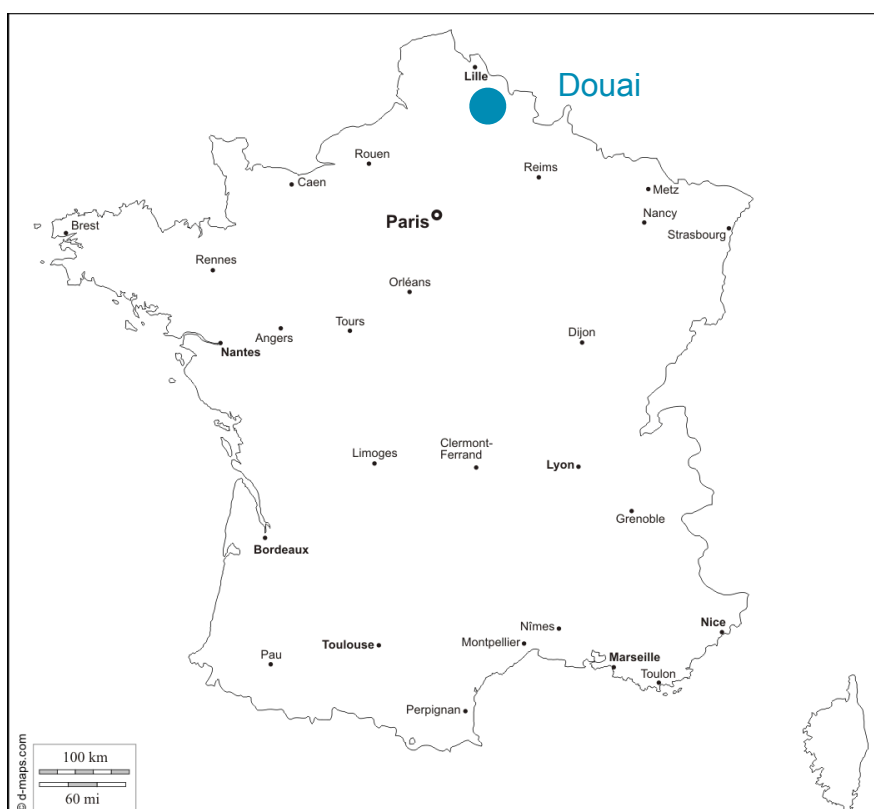 Lille
Douai
Rouen
Reims
Caen
Metz
Paris
Nancy
Brest
Strasbourg
Rennes
Orléans
Tours
Angers
Dijon
Nantes
Clermont-
Ferrand
Limoges
Lyon
Grenoble
Bordeaux
Nîmes
Nice
Toulouse
Montpellier
Pau
Marseille
Toulon
Perpignan
© d-maps.com
100 km
60 mi